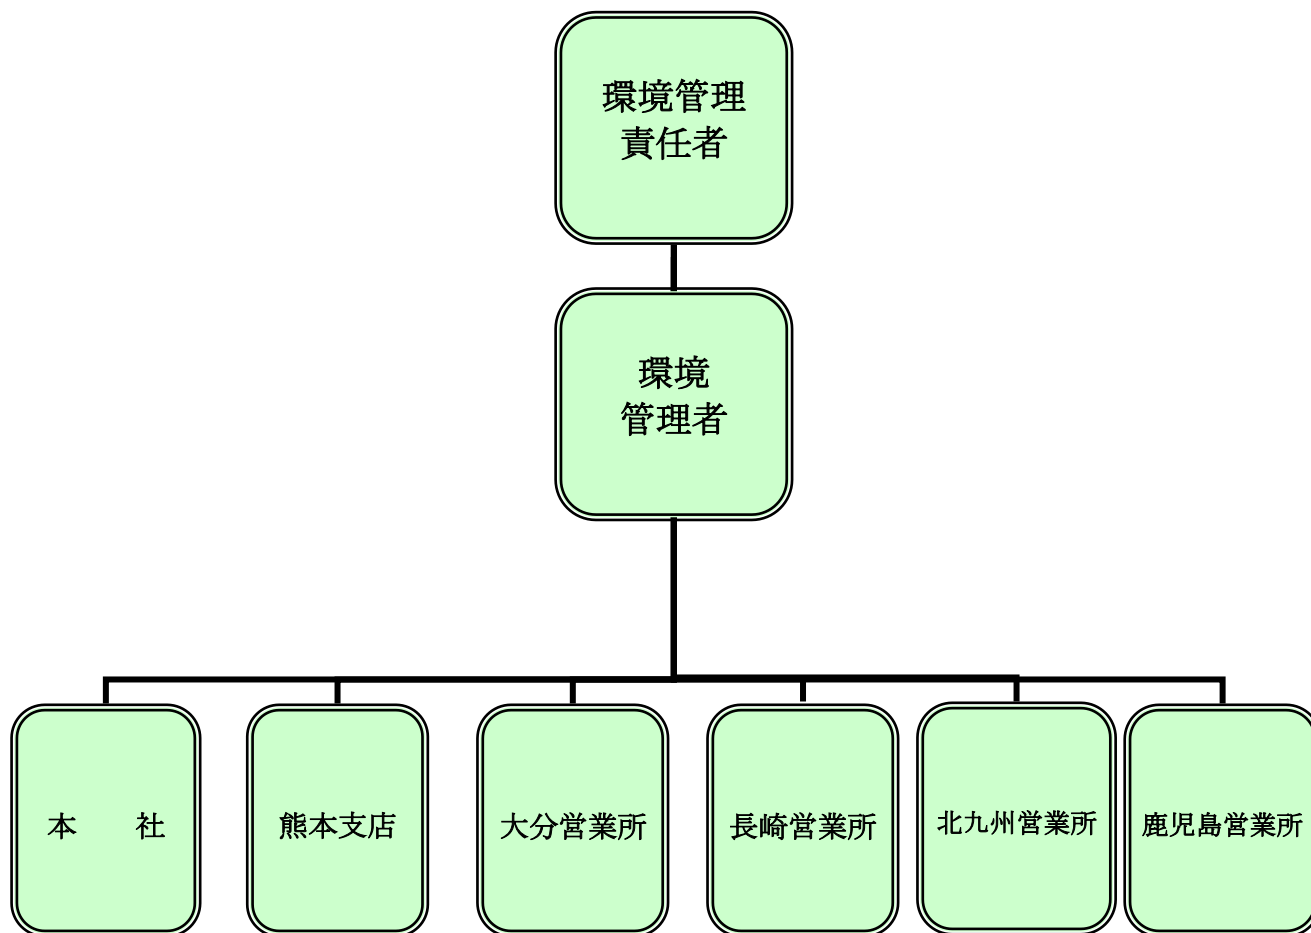 環境管理
責任者
環境
管理者
本　　社
熊本支店
大分営業所
長崎営業所
北九州営業所
鹿児島営業所